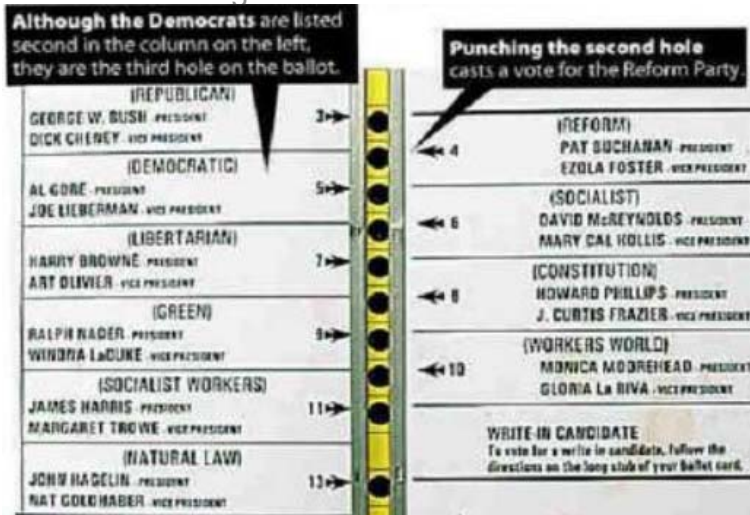 Although the Democrats are listed
second in the column on the left,
they are the third hole on the ballot.
Punching the second hole
casts a vote for the Reform Party.
(REPUBLICAN)
GEORGE W. BUSH - PRESIDENT
DICK CHENEY - VICE PRESIDENT
3
(DEMOCRATIC)
AL GORE - PRESIDENT
JOE LIEBERMAN - VICE PRESIDENT
5
(LIBERTARIAN)
HARRY BROWNE - PRESIDENT
ART OLIVIER - VICE PRESIDENT
7
(GREEN)
RALPH NADER - PRESIDENT
WINONA LaDUKE - VICE PRESIDENT
9
(SOCIALIST WORKERS)
JAMES HARRIS - PRESIDENT
MARGARET TROWE - VICE PRESIDENT
11
(NATURAL LAW)
JOHN HAGELIN - PRESIDENT
NAT GOLDHABER - VICE PRESIDENT
13
(REFORM)
4
PAT BUCHANAN - PRESIDENT
EZOLA FOSTER - VICE PRESIDENT
(SOCIALIST)
6
DAVID McREYNOLDS - PRESIDENT
MARY CAL HOLLIS - VICE PRESIDENT
(CONSTITUTION)
8
HOWARD PHILLIPS - PRESIDENT
J. CURTIS FRAZIER - VICE PRESIDENT
(WORKERS WORLD)
10
MONICA MOOREHEAD - PRESIDENT
GLORIA La RIVA - VICE PRESIDENT
WRITE-IN CANDIDATE
To vote for a write in candidate, follow the
directions on the long stub of your ballot card.